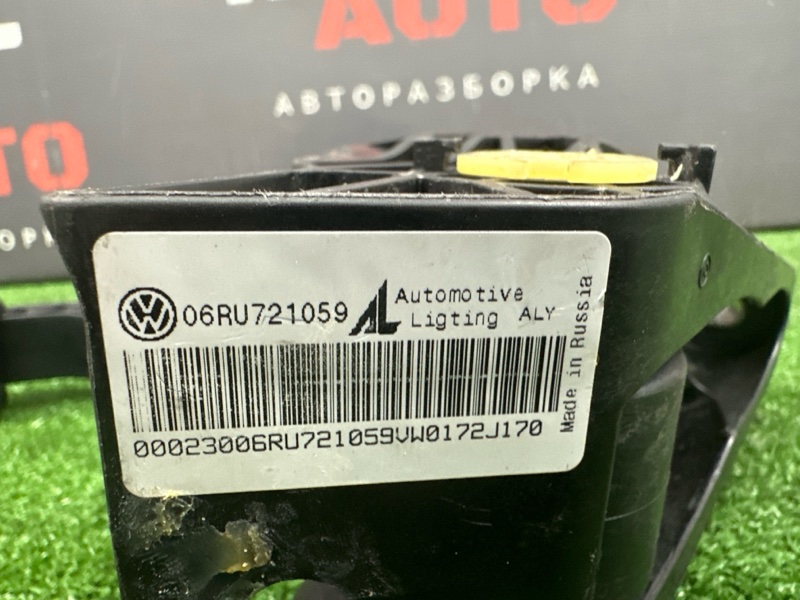 AUTO
АВТОРАЗБОРКА
06RU721059
Automotive
Ligting ALY
Made in Russia
00023006RU721059VW0172J170